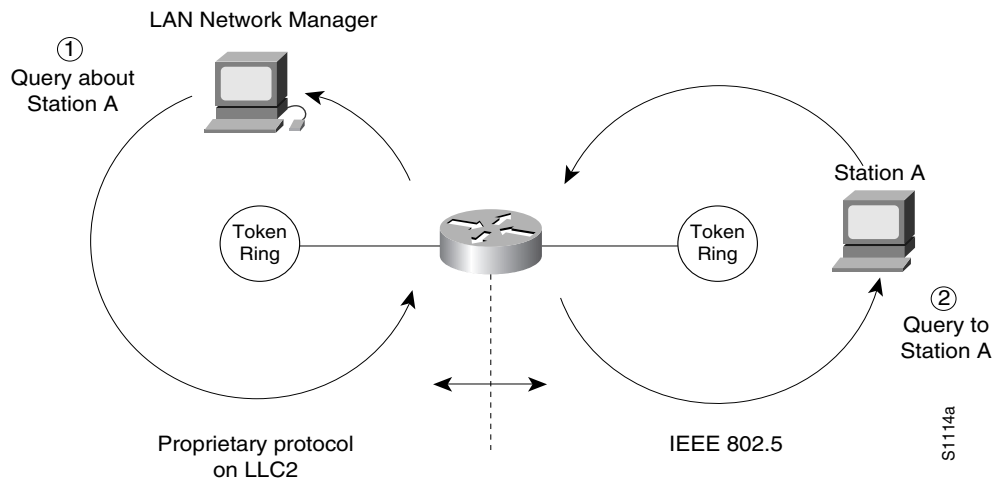 LAN Network Manager
①
Query about
Station A
Station A
Token
Ring
Token
Ring
②
Query to
Station A
Proprietary protocol
on LLC2
IEEE 802.5
S1114a